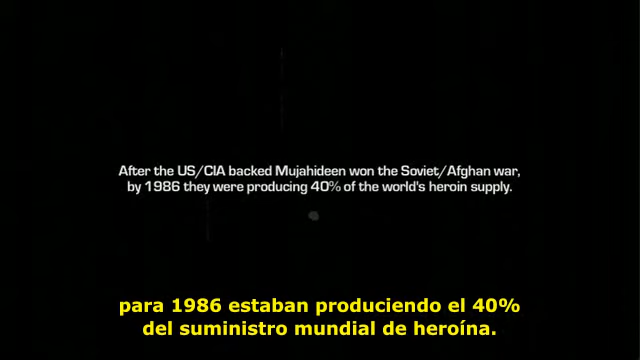 After the US/CIA backed Mujahideen won the Soviet/Afghan war,
by 1986 they were producing 40% of the world's heroin supply.
para 1986 estaban produciendo el 40%
del suministro mundial de heroína.